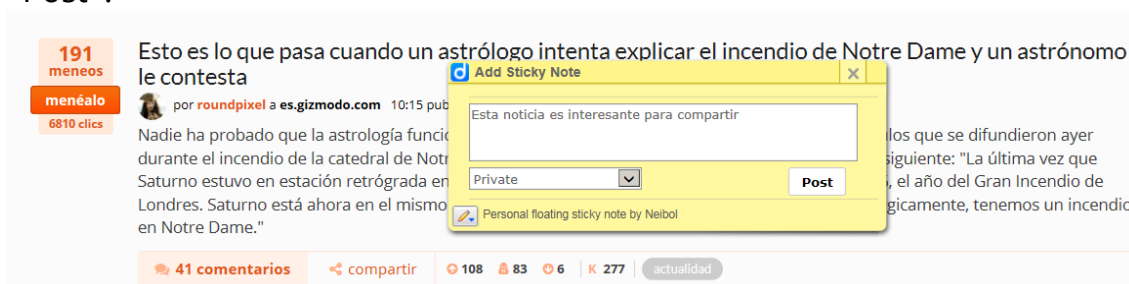 Post".
191
meneos
menéalo
6810 clics
Esto es lo que pasa cuando un astrólogo intenta explicar el incendio de Notre Dame y un astrónomo
le contesta
por roundpixel a es.gizmodo.com 10:15 pub
Nadie ha probado que la astrología funcio
durante el incendio de la catedral de Notr
Saturno estuvo en estación retrógrada en
Londres. Saturno está ahora en el mismo
en Notre Dame."
los que se difundieron ayer
siguiente: "La última vez que
, el año del Gran Incendio de
gicamente, tenemos un incendio
Add Sticky Note
Esta noticia es interesante para compartir
Private
Post
Personal floating sticky note by Neibol
41 comentarios compartir 108 83 6 K 277 actualidad